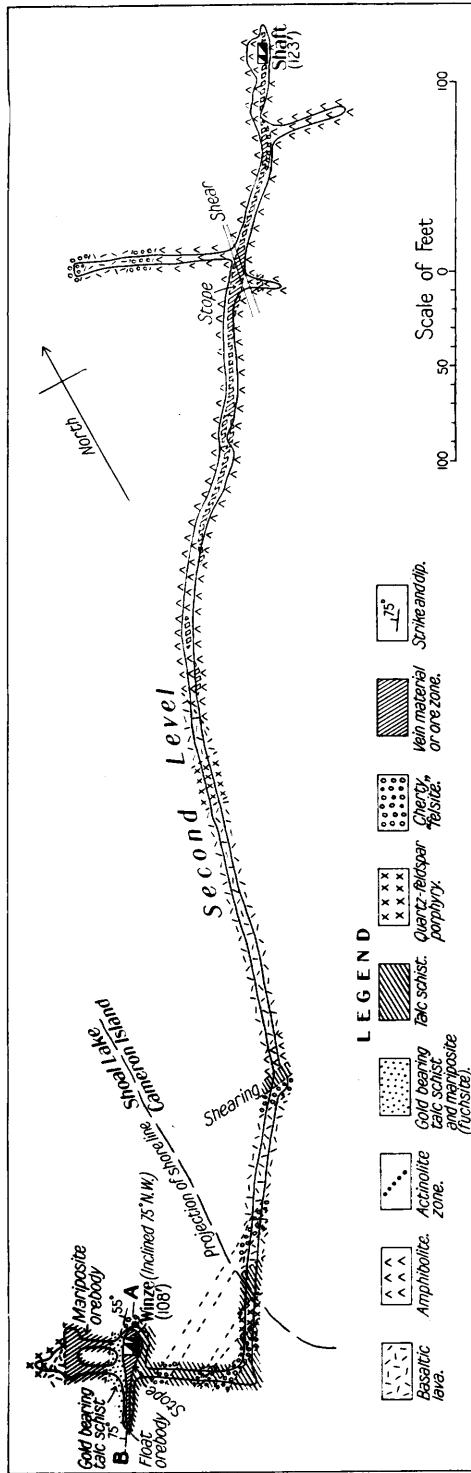 Mariposite
orebody
Gold bearing
talc schist
75°
55°
B
A
Winze (Inclined 75° N.W.)
(108')
Float
orebody
Stope
Projection of shoreline
Shoal Lake
Cameron Island
Shearing
Second Level
North
Stope
Shear
Shaft
(123')
100
50
0
100
Scale of Feet
LEGEND
Basaltic
lava.
Amphibolite.
Actinolite
zone.
Gold bearing
talc schist
and mariposite
(fuchsite).
Talc schist.
Quartz-feldspar
porphyry.
Cherty
"felsite."
Vein material
or ore zone.
75°
Strike and dip.